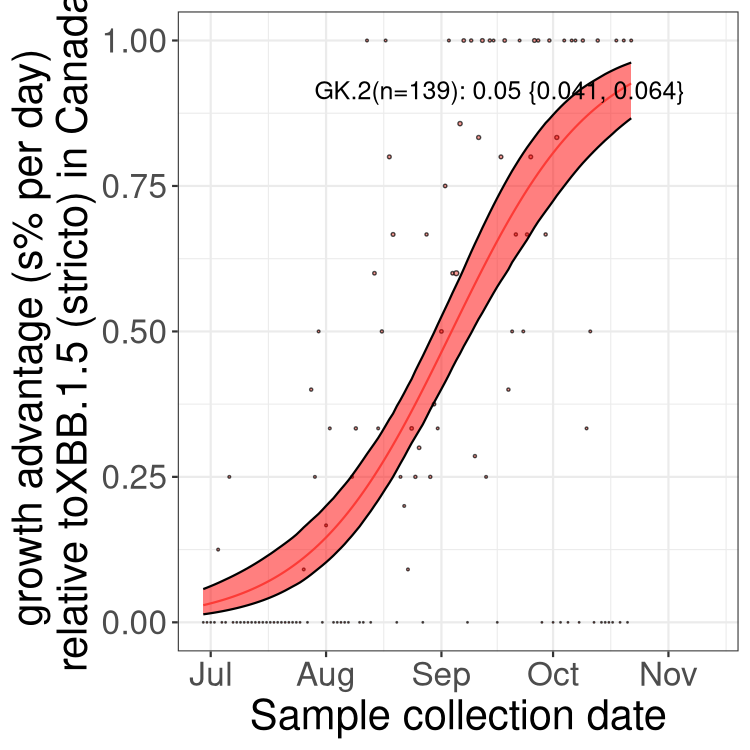 growth advantage (s% per day)
relative toXBB.1.5 (stricto) in Canada
1.00
0.75
0.50
0.25
0.00
GK.2(n=139): 0.05 {0.041, 0.064}
Jul Aug Sep Oct Nov
Sample collection date